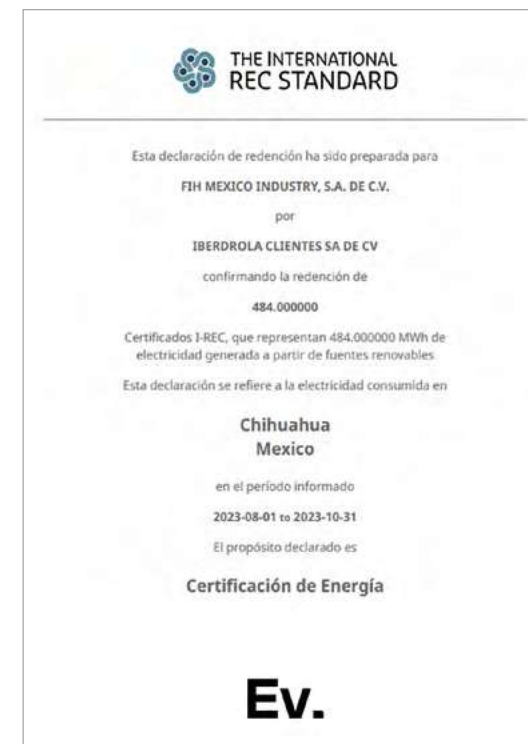 THE INTERNATIONAL
REC STANDARD
Esta declaración de redención ha sido preparada para
FIH MEXICO INDUSTRY, S.A. DE C.V.
por
IBERDROLA CLIENTES SA DE CV
confirmando la redención de
484.000000
Certificados I-REC, que representan 484.000000 MWh de
electricidad generada a partir de fuentes renovables
Esta declaración se refiere a la electricidad consumida en
Chihuahua
Mexico
en el período informado
2023-08-01 to 2023-10-31
El propósito declarado es
Certificación de Energía
Ev.